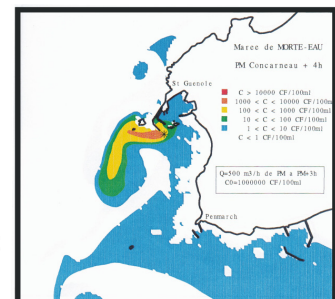 Maree de MORTE-EAU
PM Concarneau + 4h
St Guenole
C > 10000 CF/100ml
1000 < C < 10000 CF/100ml
100 < C < 1000 CF/100ml
10 < C < 100 CF/100ml
1 < C < 10 CF/100ml
C < 1 CF/100ml
Q=500 m3/h de PM à PM+3h
C0=1000000 CF/100ml
Penmarch